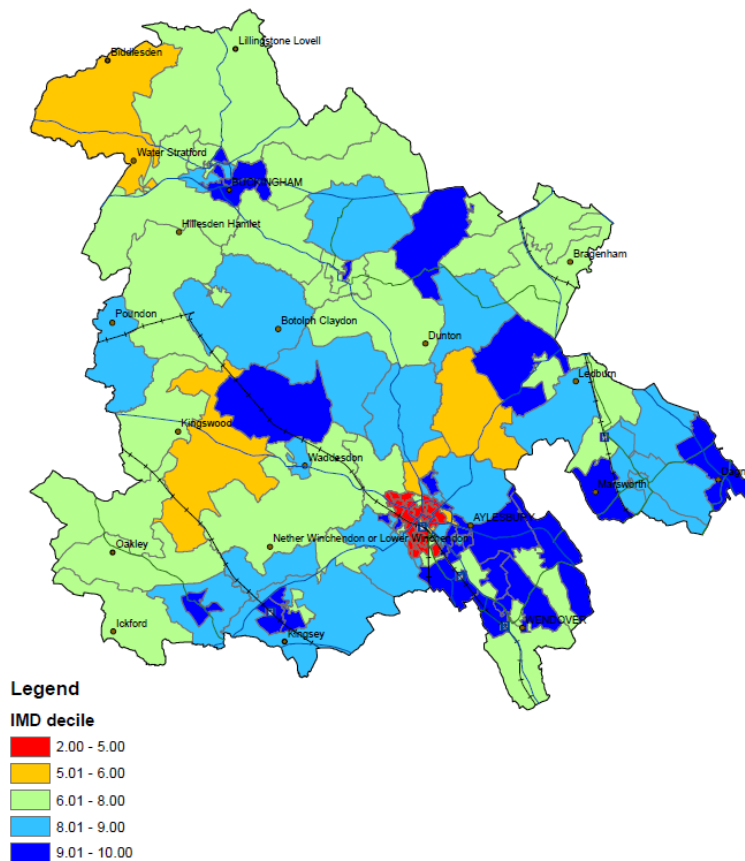 Lillingstone Lovell
Biddlesden
Water Stratford
BUCKINGHAM
Hillesden Hamlet
Bragenham
Poundon
Botolph Claydon
Dunton
Ledburn
Kingswood
Waddesdon
Marsworth
AYLESBURY
Nether Winchendon or Lower Winchendon
Oakley
Ickford
WENDOVER
Kingsey
Legend
IMD decile
2.00 - 5.00
5.01 - 6.00
6.01 - 8.00
8.01 - 9.00
9.01 - 10.00